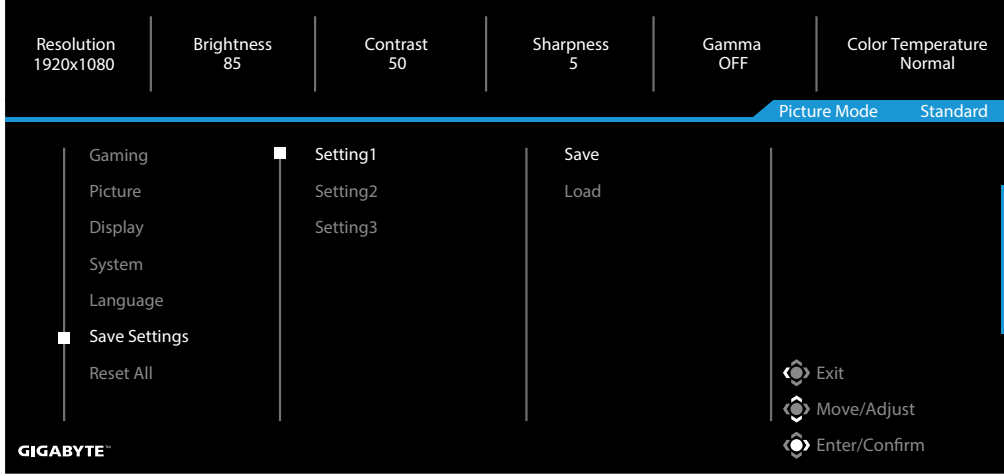 Resolution Brightness Contrast Sharpness Gamma Color Temperature
1920x1080 85 50 5 OFF Normal
Picture Mode Standard
Gaming Setting1 Save
Picture Setting2 Load
Display Setting3
System
Language
Save Settings
Reset All
Exit
Move/Adjust
GIGABYTE™
Enter/Confirm